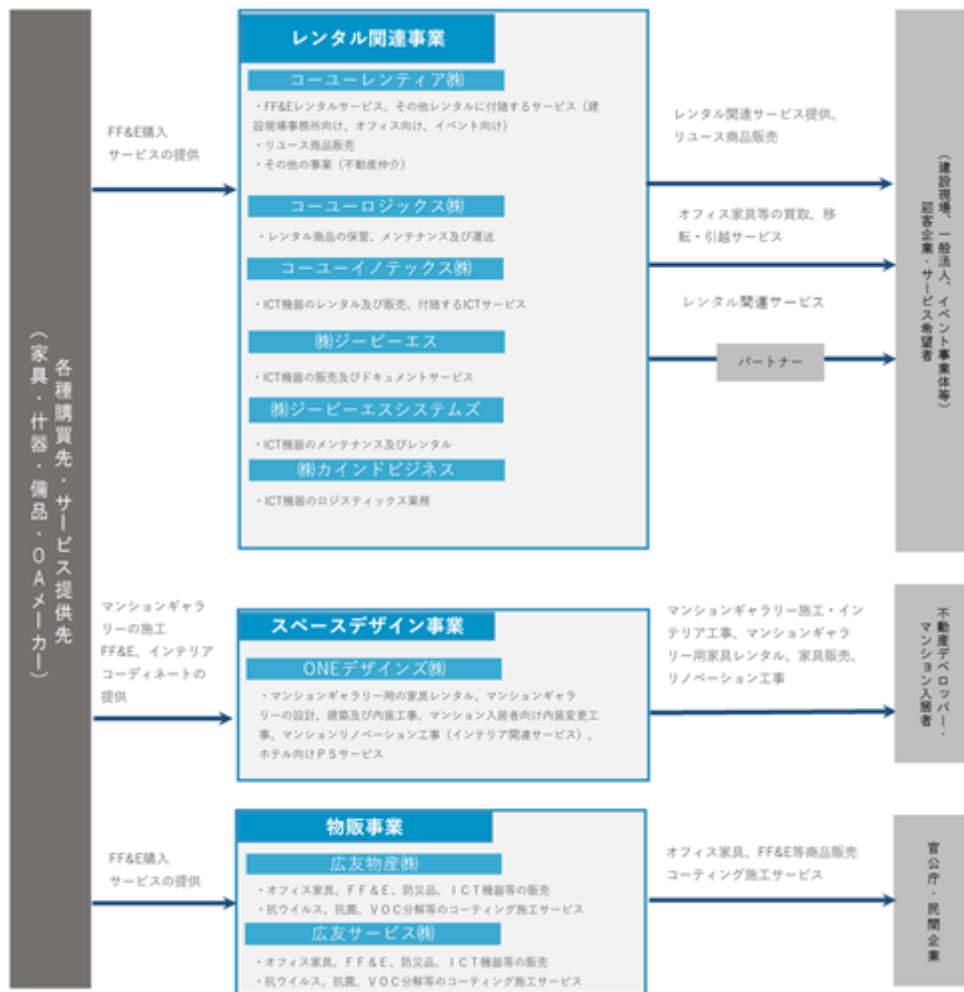 各種購買先・サービス提供先
（家具・什器・備品・OAメーカー）
FF&E購入
サービスの提供
レンタル関連事業
コーユーレンティア㈱
・FF&Eレンタルサービス、その他レンタルに付随するサービス（建
設現場事務所向け、オフィス向け、イベント向け）
・リユース商品販売
・その他の事業（不動産仲介）
コーユーロジックス㈱
・レンタル商品の保管、メンテナンス及び運送
コーユーイノテックス㈱
・ICT機器のレンタル及び販売、付随するICTサービス
㈱ジービーエス
・ICT機器の販売及びドキュメントサービス
㈱ジービーエスシステムズ
・ICT機器のメンテナンス及びレンタル
㈱カインドビジネス
・ICT機器のロジスティックス業務
レンタル関連サービス提供、
リユース商品販売
オフィス家具等の買取、移
転・引越サービス
レンタル関連サービス
パートナー
顧客企業・サービス希望者
（建設現場、一般法人、イベント事業体等）
マンションギャラ
リーの施工
FF&E、インテリア
コーディネートの
提供
スペースデザイン事業
ONEデザインズ㈱
・マンションギャラリー用の家具レンタル、マンションギャラ
リーの設計、建築及び内装工事、マンション入居者向け内装変更工
事、マンションリノベーション工事（インテリア関連サービス）、
ホテル向けPSサービス
マンションギャラリー施工・イン
テリア工事、マンションギャラ
リー用家具レンタル、家具販売、
リノベーション工事
不動産デベロッパー・
マンション入居者
FF&E購入
サービスの提供
物販事業
広友物産㈱
・オフィス家具、FF&E、防災品、ICT機器等の販売
・抗ウイルス、抗菌、VOC分解等のコーティング施工サービス
広友サービス㈱
・オフィス家具、FF&E、防災品、ICT機器等の販売
・抗ウイルス、抗菌、VOC分解等のコーティング施工サービス
オフィス家具、FF&E等商品販売
コーティング施工サービス
官公庁・民間企業